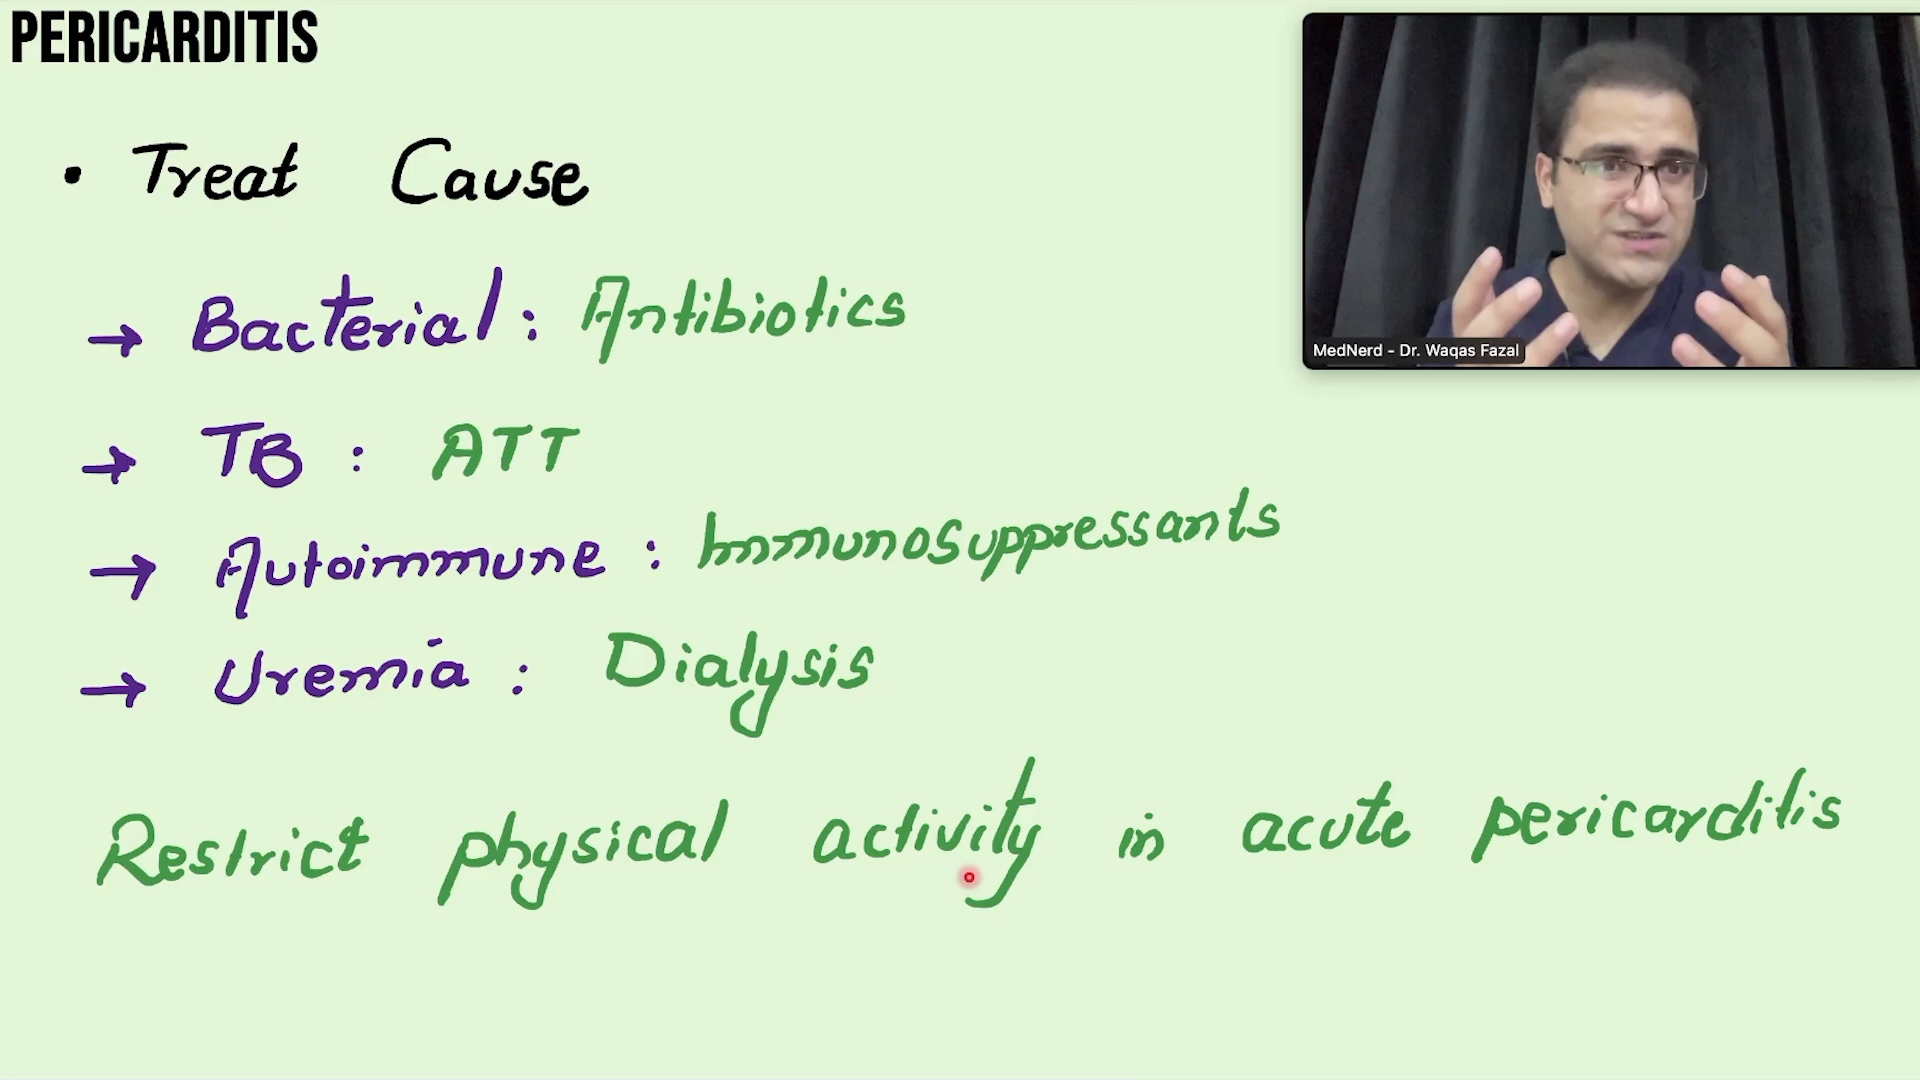 PERICARDITIS
• Treat Cause
→ Bacterial : Antibiotics
→ TB : ATT
→ Autoimmune : Immunosuppressants
→ Uremia : Dialysis
Restrict physical activity in acute pericarditis
MedNerd - Dr. Waqas Fazal